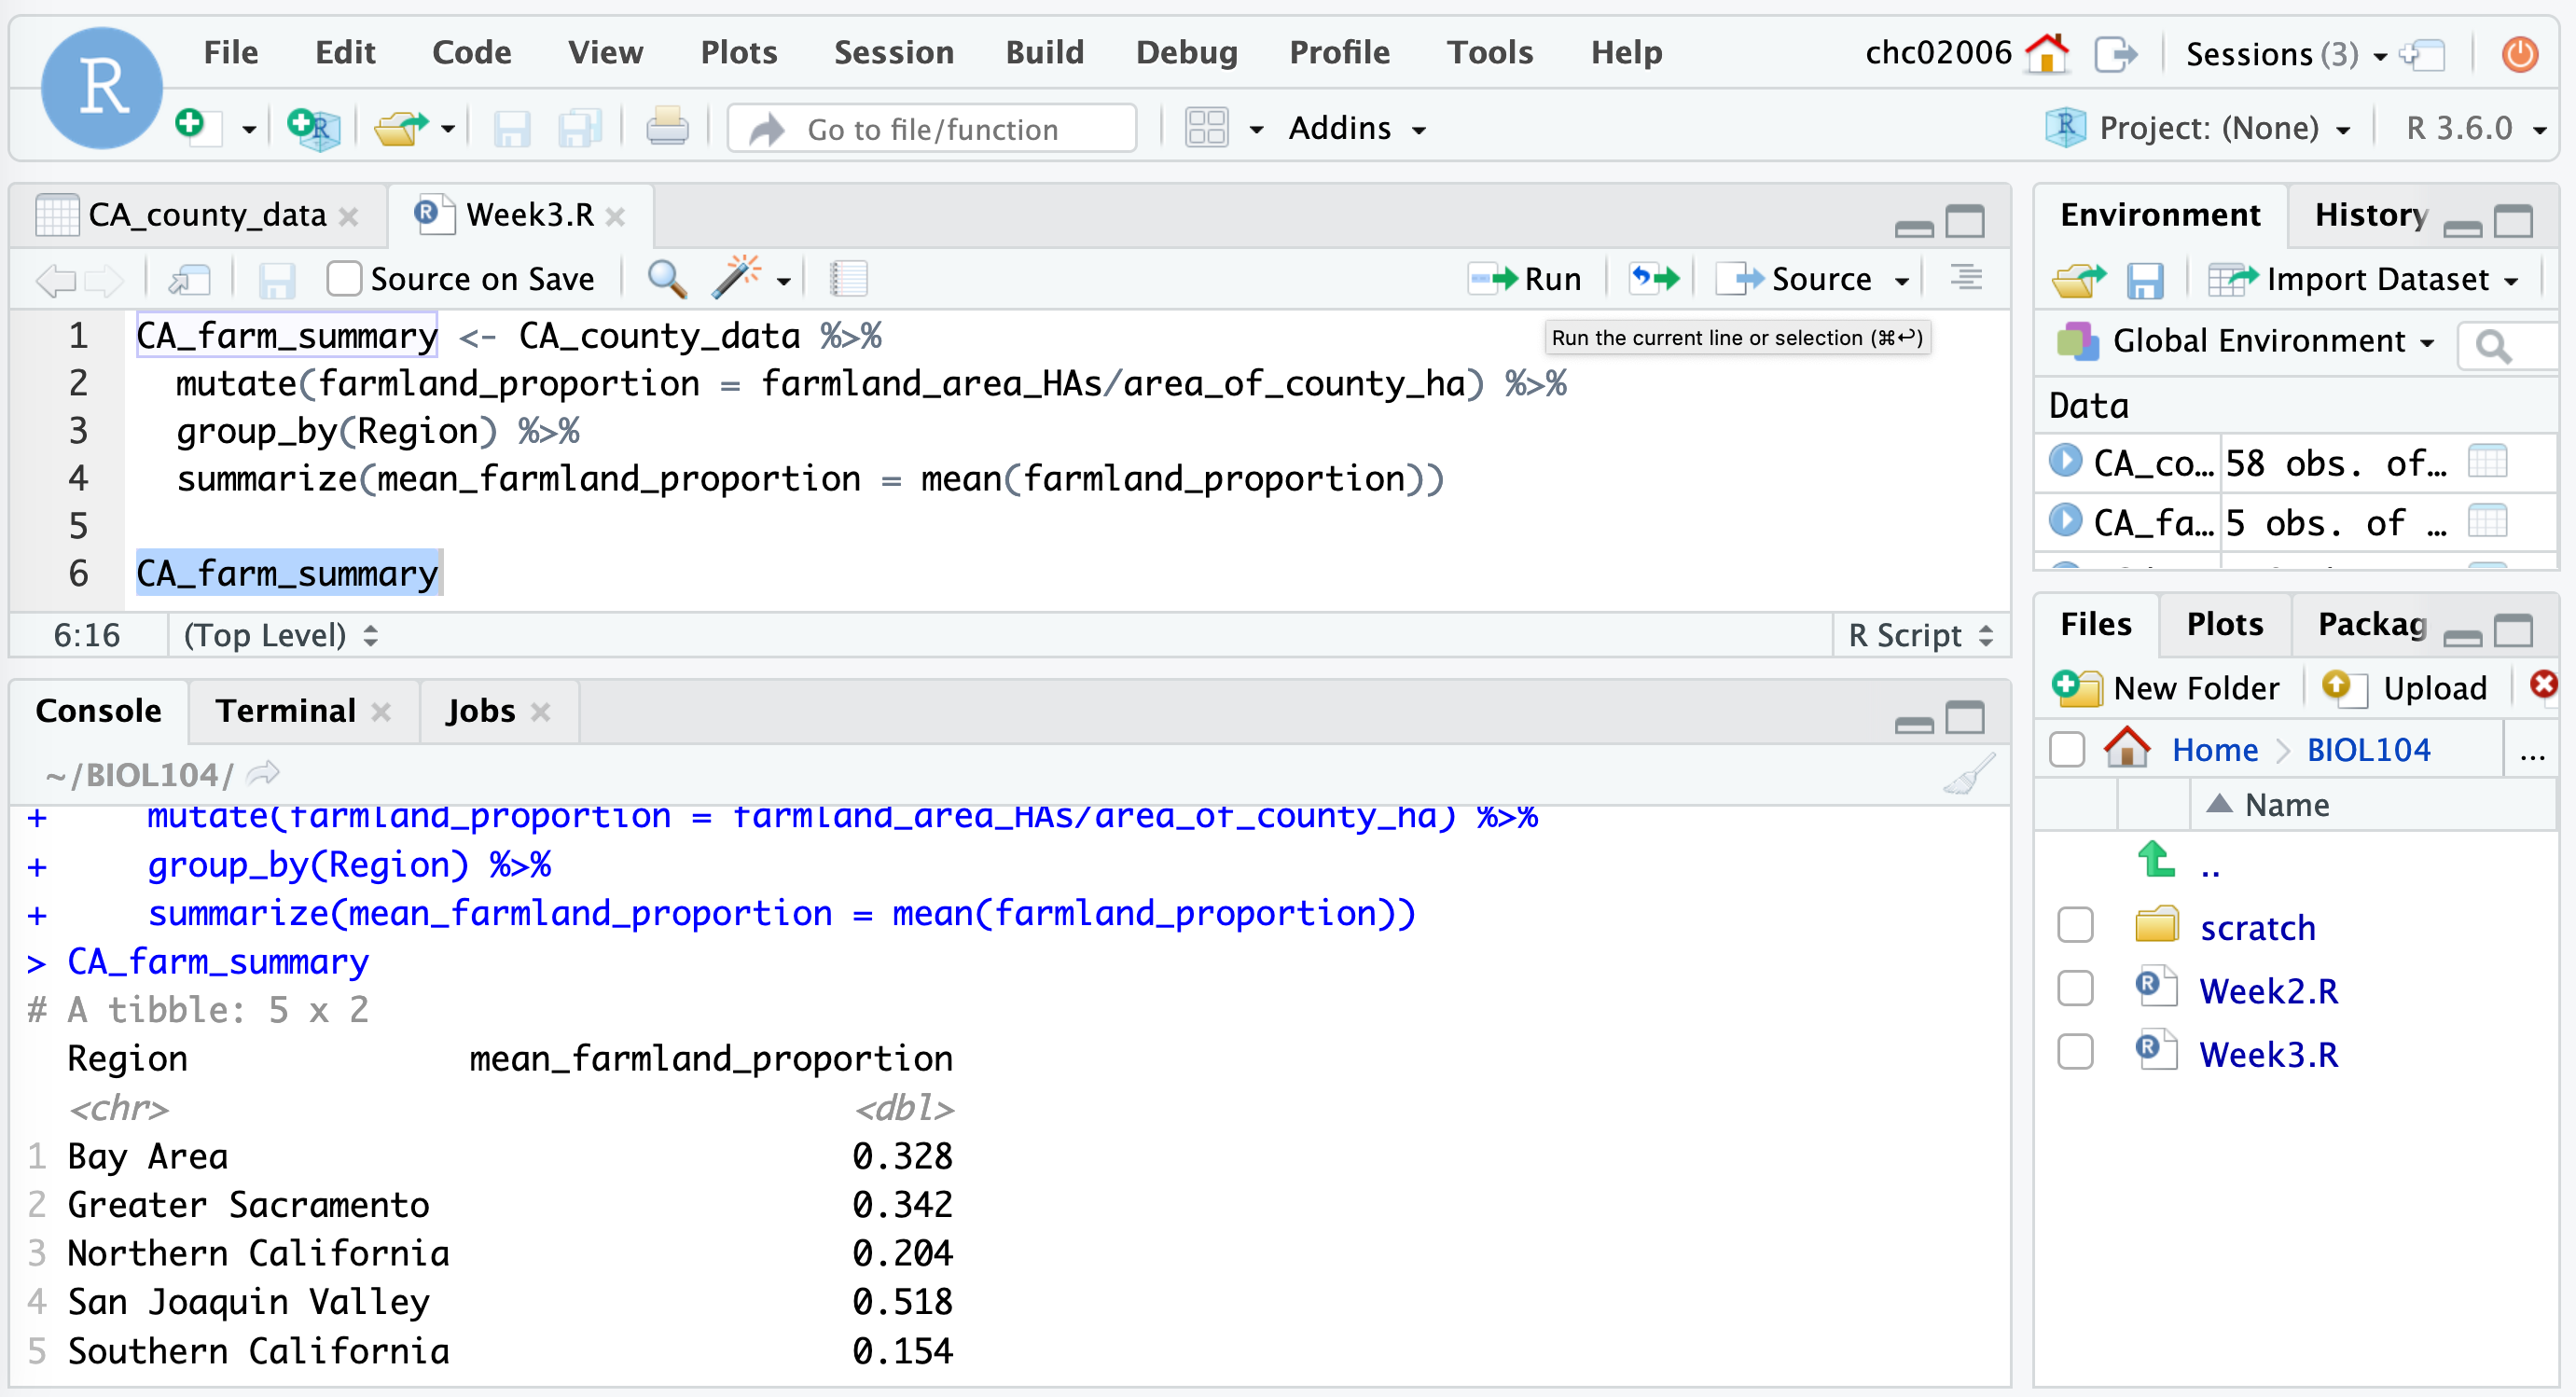 R
File Edit Code View Plots Session Build Debug Profile Tools Help
chc02006 Sessions (3)
R Go to file/function Addins R Project: (None) R 3.6.0
CA_county_data R Week3.R
Source on Save Run Source
1 CA_farm_summary <- CA_county_data %>%
Run the current line or selection (⌘↩)
2 mutate(farmland_proportion = farmland_area_HAs/area_of_county_ha) %>%
3 group_by(Region) %>%
4 summarize(mean_farmland_proportion = mean(farmland_proportion))
5
6 CA_farm_summary
6:16 (Top Level) R Script
Console Terminal Jobs
~/BIOL104/
+ mutate(farmland_proportion = farmland_area_HAs/area_of_county_ha) %>%
+ group_by(Region) %>%
+ summarize(mean_farmland_proportion = mean(farmland_proportion))
> CA_farm_summary
# A tibble: 5 x 2
Region mean_farmland_proportion
<chr> <dbl>
1 Bay Area 0.328
2 Greater Sacramento 0.342
3 Northern California 0.204
4 San Joaquin Valley 0.518
5 Southern California 0.154
Environment History
Import Dataset
Global Environment
Data
CA_co… 58 obs. of…
CA_fa… 5 obs. of …
Files Plots Packag
New Folder Upload
Home BIOL104 ...
Name
..
scratch
R Week2.R
R Week3.R